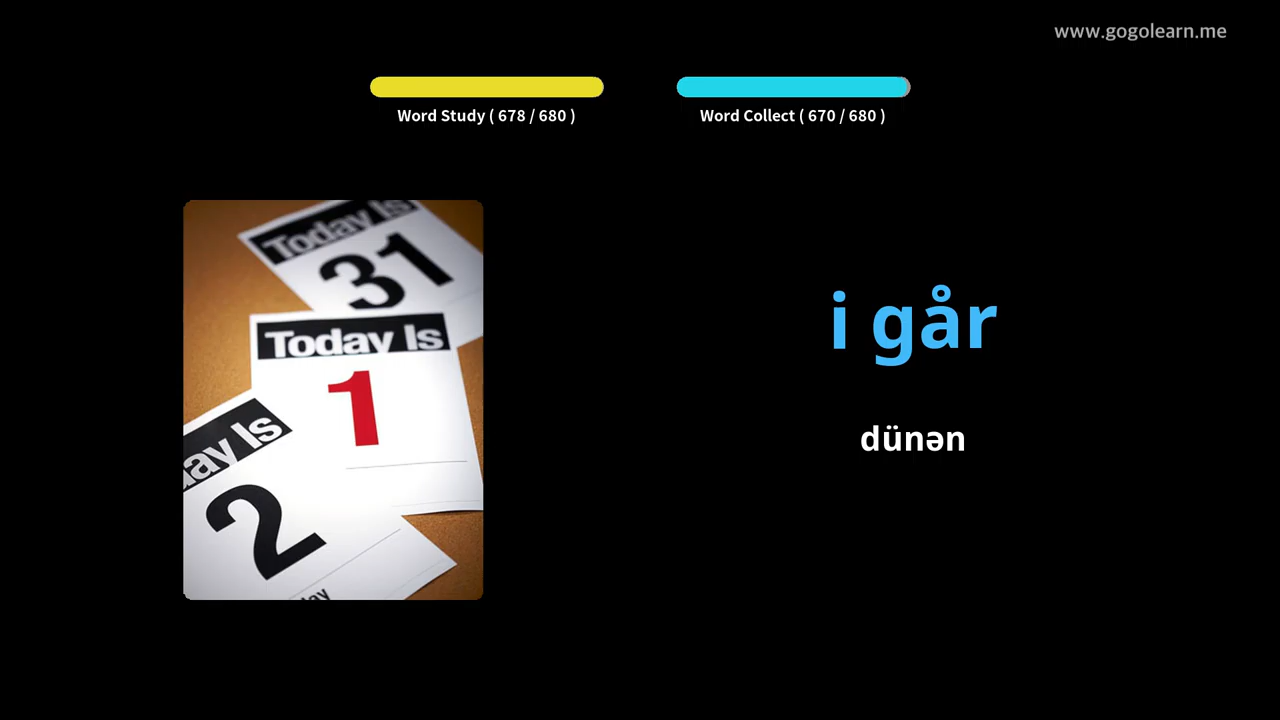 www.gogolearn.me
Word Study ( 678 / 680 )
Word Collect ( 670 / 680 )
Today Is
31
Today Is
1
ay Is
2
i går
dünən